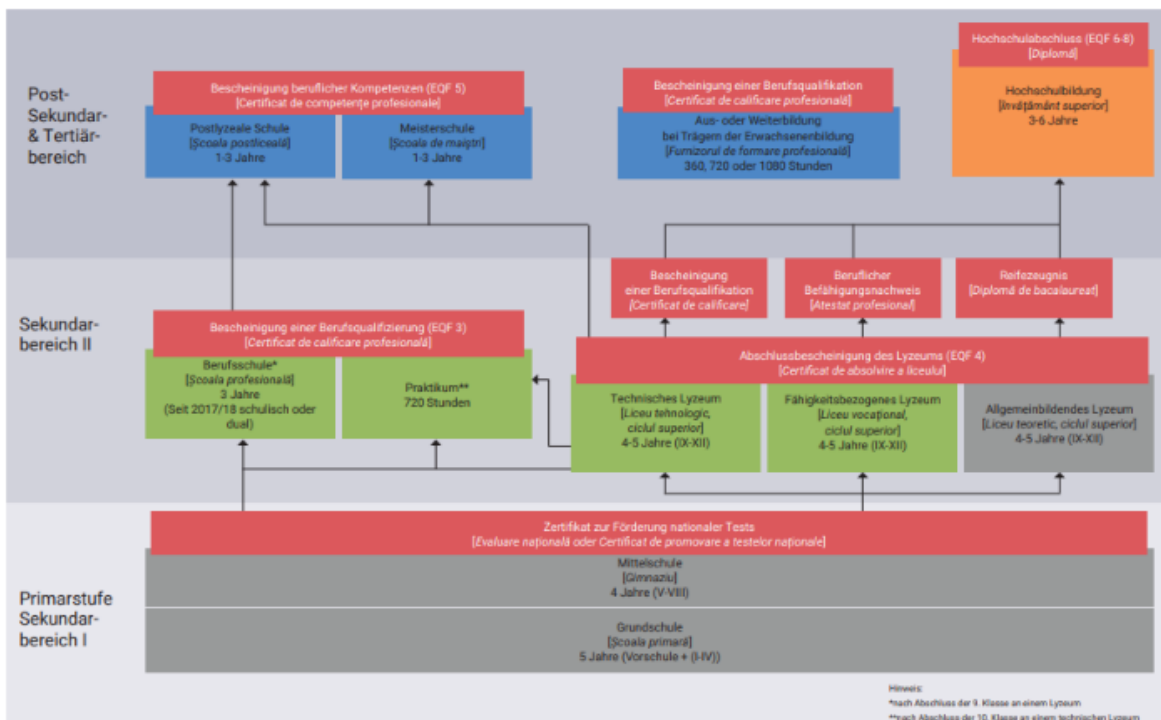 Post-
Sekundar-
& Tertiär-
bereich
Bescheinigung beruflicher Kompetenzen (EQF 5)
[Certificat de competențe profesionale]
Postlyzeale Schule
[Școala postliceală]
1-3 Jahre
Meisterschule
[Școala de maiștri]
1-3 Jahre
Bescheinigung einer Berufsqualifikation
[Certificat de calificare profesională]
Aus- oder Weiterbildung
bei Trägern der Erwachsenenbildung
[Furnizorul de formare profesională]
360, 720 oder 1080 Stunden
Hochschulabschluss (EQF 6-8)
[Diplomă]
Hochschulbildung
[învățământ superior]
3-6 Jahre
Sekundar-
bereich II
Bescheinigung
einer Berufsqualifikation
[Certificat de calificare]
Beruflicher
Befähigungsnachweis
[Atestat profesional]
Reifezeugnis
[Diplomă de bacalaureat]
Bescheinigung einer Berufsqualifizierung (EQF 3)
[Certificat de calificare profesională]
Berufsschule*
[Școala profesională]
3 Jahre
(Seit 2017/18 schulisch oder
dual)
Praktikum**
720 Stunden
Abschlussbescheinigung des Lyzeums (EQF 4)
[Certificat de absolvire a liceului]
Technisches Lyzeum
[Liceu tehnologic,
ciclul superior]
4-5 Jahre (IX-XII)
Fähigkeitsbezogenes Lyzeum
[Liceu vocațional,
ciclul superior]
4-5 Jahre (IX-XII)
Allgemeinbildendes Lyzeum
[Liceu teoretic, ciclul superior]
4-5 Jahre (IX-XII)
Primarstufe
Sekundar-
bereich I
Zertifikat zur Förderung nationaler Tests
[Evaluare națională oder Certificat de promovare a testelor naționale]
Mittelschule
[Gimnaziu]
4 Jahre (V-VIII)
Grundschule
[Școala primară]
5 Jahre (Vorschule + (I-IV))
Hinweis:
*nach Abschluss der 9. Klasse an einem Lyzeum
**nach Abschluss der 10. Klasse an einem technischen Lyzeum